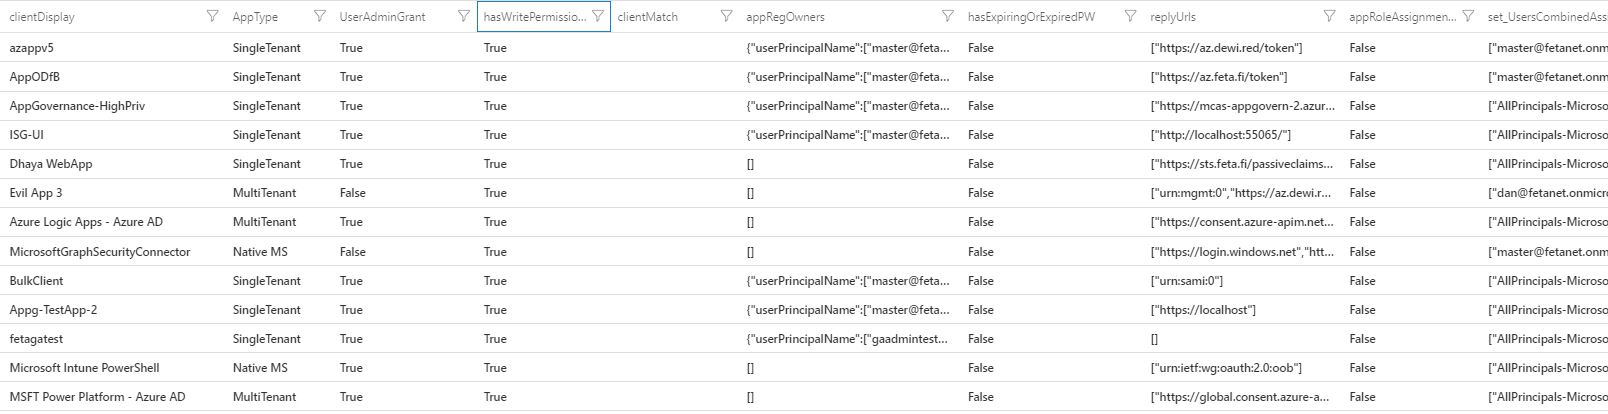 clientDisplay AppType UserAdminGrant hasWritePermissio... clientMatch appRegOwners hasExpiringOrExpiredPW replyUrls appRoleAssignmen... set_UsersCombinedAssi
azappv5 SingleTenant True True {"userPrincipalName":["master@feta... False ["https://az.dewi.red/token"] False ["master@fetanet.onm
AppODfB SingleTenant True True {"userPrincipalName":["master@feta... False ["https://az.feta.fi/token"] False ["master@fetanet.onm
AppGovernance-HighPriv SingleTenant True True {"userPrincipalName":["master@feta... False ["https://mcas-appgovern-2.azur... False ["AllPrincipals-Microso
ISG-UI SingleTenant True True {"userPrincipalName":["master@feta... False ["http://localhost:55065/"] False ["AllPrincipals-Microso
Dhaya WebApp SingleTenant True True [] False ["https://sts.feta.fi/passiveclaims... False ["AllPrincipals-Microso
Evil App 3 MultiTenant False True [] False ["urn:mgmt:0","https://az.dewi.r... False ["dan@fetanet.onmicro
Azure Logic Apps - Azure AD MultiTenant True True [] False ["https://consent.azure-apim.net... False ["AllPrincipals-Microso
MicrosoftGraphSecurityConnector Native MS False True [] False ["https://login.windows.net","htt... False ["master@fetanet.onm
BulkClient SingleTenant True True {"userPrincipalName":["master@feta... False ["urn:sami:0"] False ["AllPrincipals-Microso
Appg-TestApp-2 SingleTenant True True {"userPrincipalName":["master@feta... False ["https://localhost"] False ["AllPrincipals-Microso
fetagatest SingleTenant True True {"userPrincipalName":["gaadmintest... False [] False ["AllPrincipals-Microso
Microsoft Intune PowerShell Native MS True True [] False ["urn:ietf:wg:oauth:2.0:oob"] False ["AllPrincipals-Microso
MSFT Power Platform - Azure AD MultiTenant True True [] False ["https://global.consent.azure-a... False ["AllPrincipals-Microso